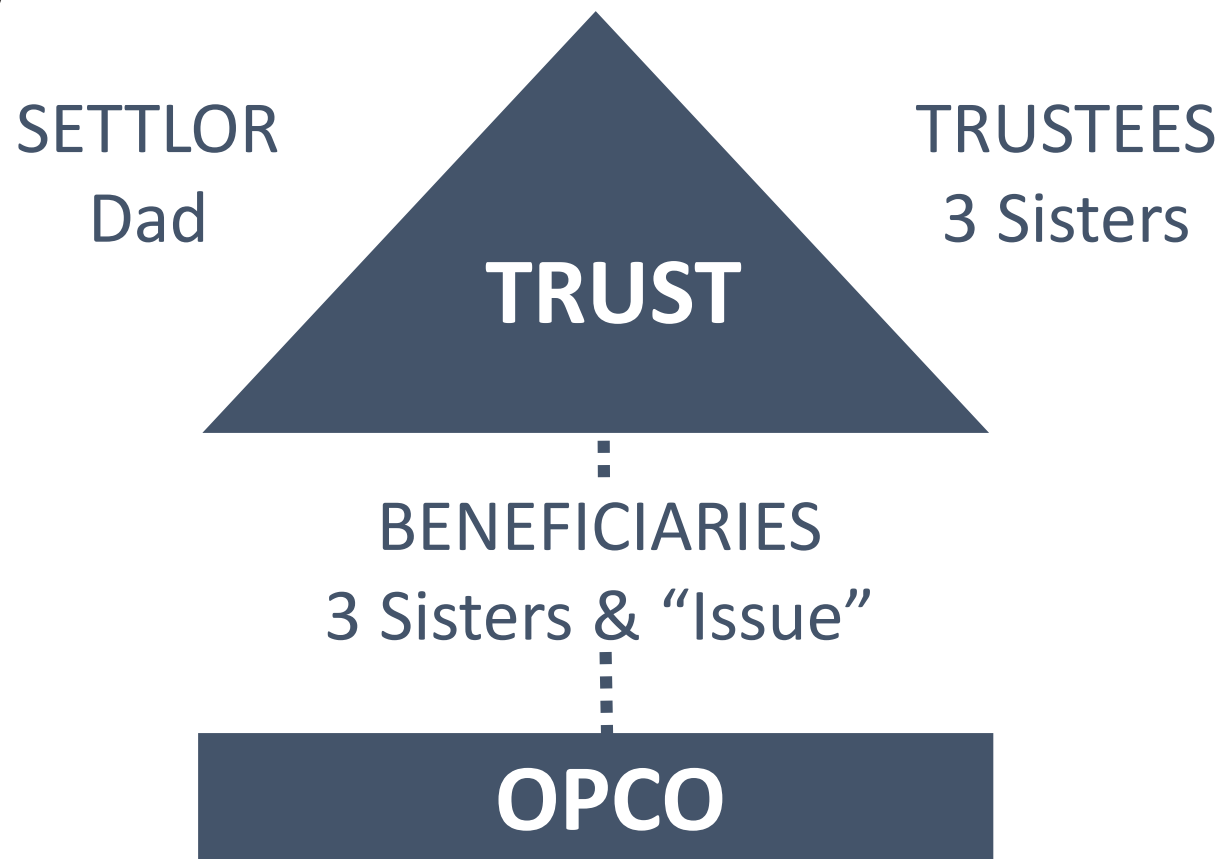 SETTLOR
Dad
TRUSTEES
3 Sisters
TRUST
BENEFICIARIES
3 Sisters & “Issue”
OPCO